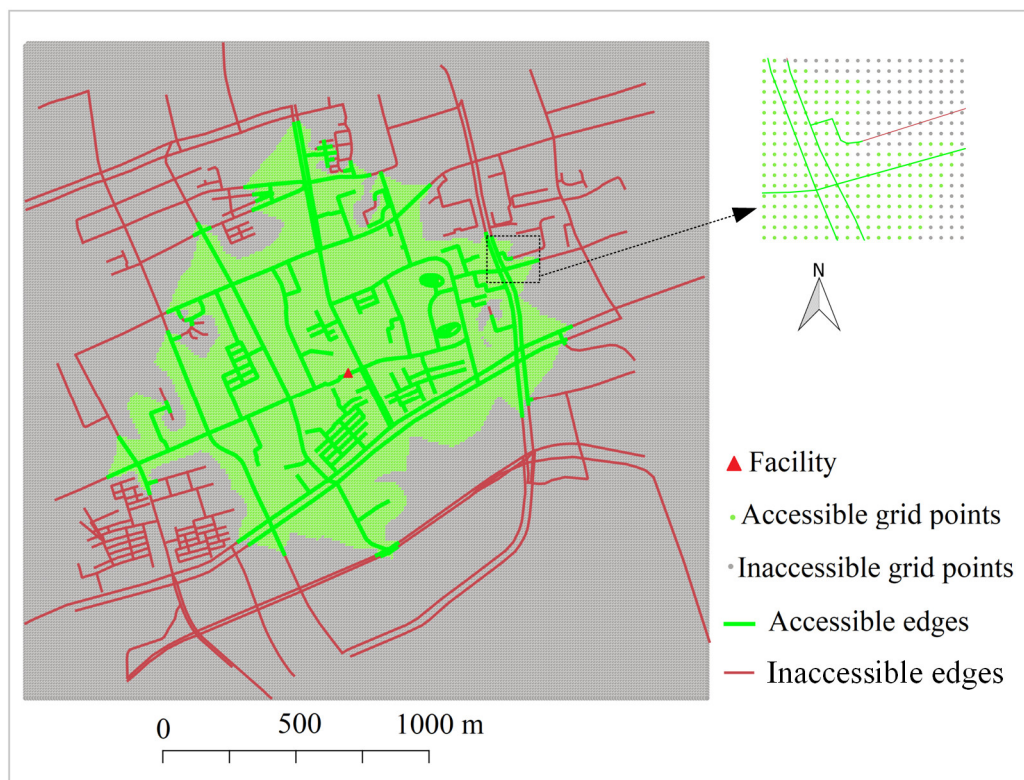 N
Facility
Accessible grid points
Inaccessible grid points
Accessible edges
Inaccessible edges
0 500 1000 m